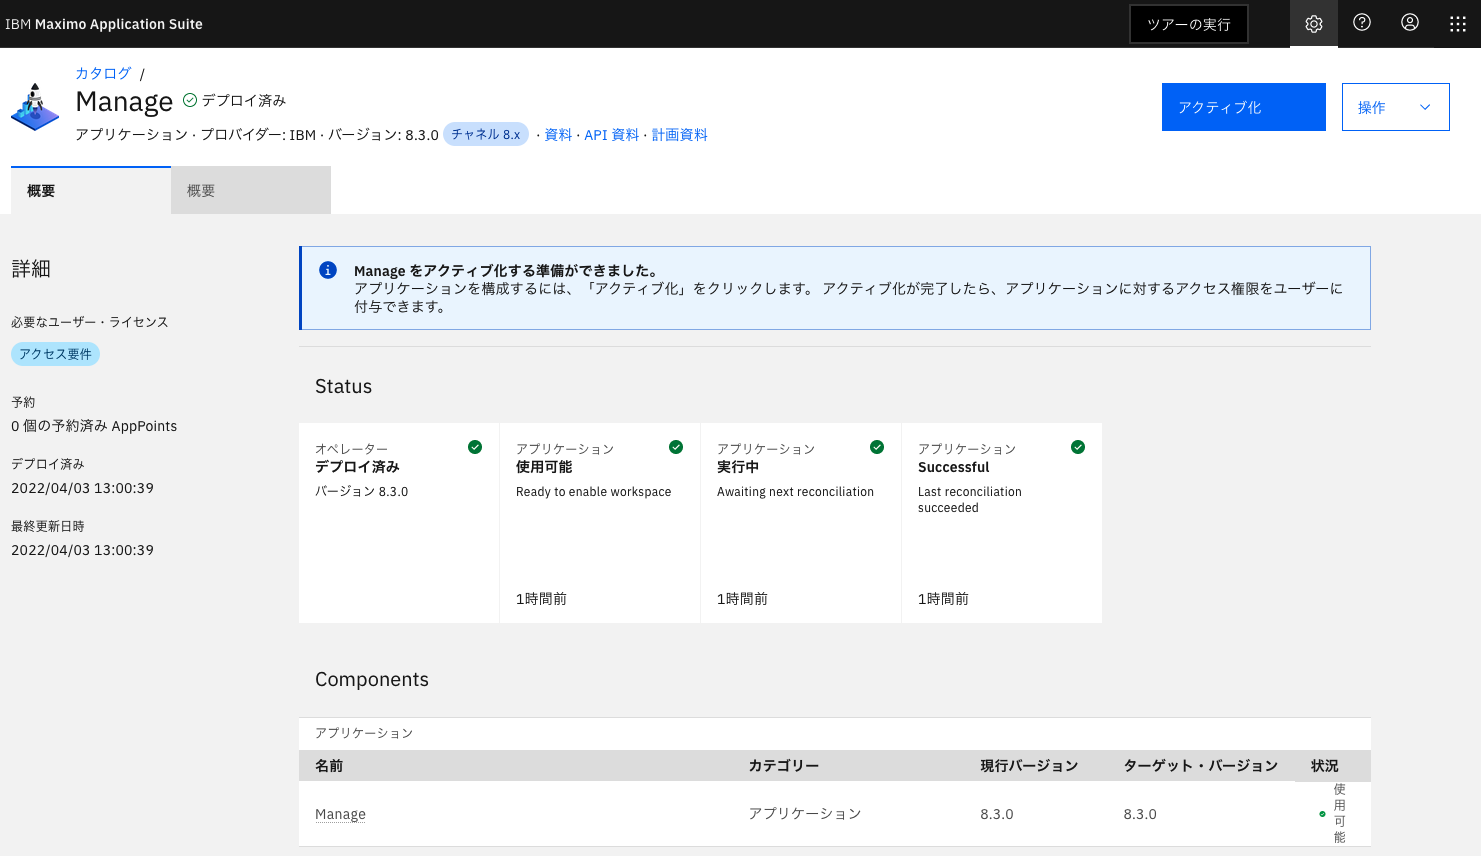 IBM Maximo Application Suite
ツアーの実行
カタログ /
Manage デプロイ済み
アプリケーション · プロバイダー: IBM · バージョン: 8.3.0 チャネル 8.x · 資料 · API 資料 · 計画資料
アクティブ化
操作
概要
概要
詳細
必要なユーザー・ライセンス
アクセス要件
予約
0 個の予約済み AppPoints
デプロイ済み
2022/04/03 13:00:39
最終更新日時
2022/04/03 13:00:39
Manage をアクティブ化する準備ができました。
アプリケーションを構成するには、「アクティブ化」をクリックします。 アクティブ化が完了したら、アプリケーションに対するアクセス権限をユーザーに
付与できます。
Status
オペレーター
デプロイ済み
バージョン 8.3.0
アプリケーション
使用可能
Ready to enable workspace
1時間前
アプリケーション
実行中
Awaiting next reconciliation
1時間前
アプリケーション
Successful
Last reconciliation
succeeded
1時間前
Components
アプリケーション
名前 カテゴリー 現行バージョン ターゲット・バージョン 状況
Manage アプリケーション 8.3.0 8.3.0 使用可能